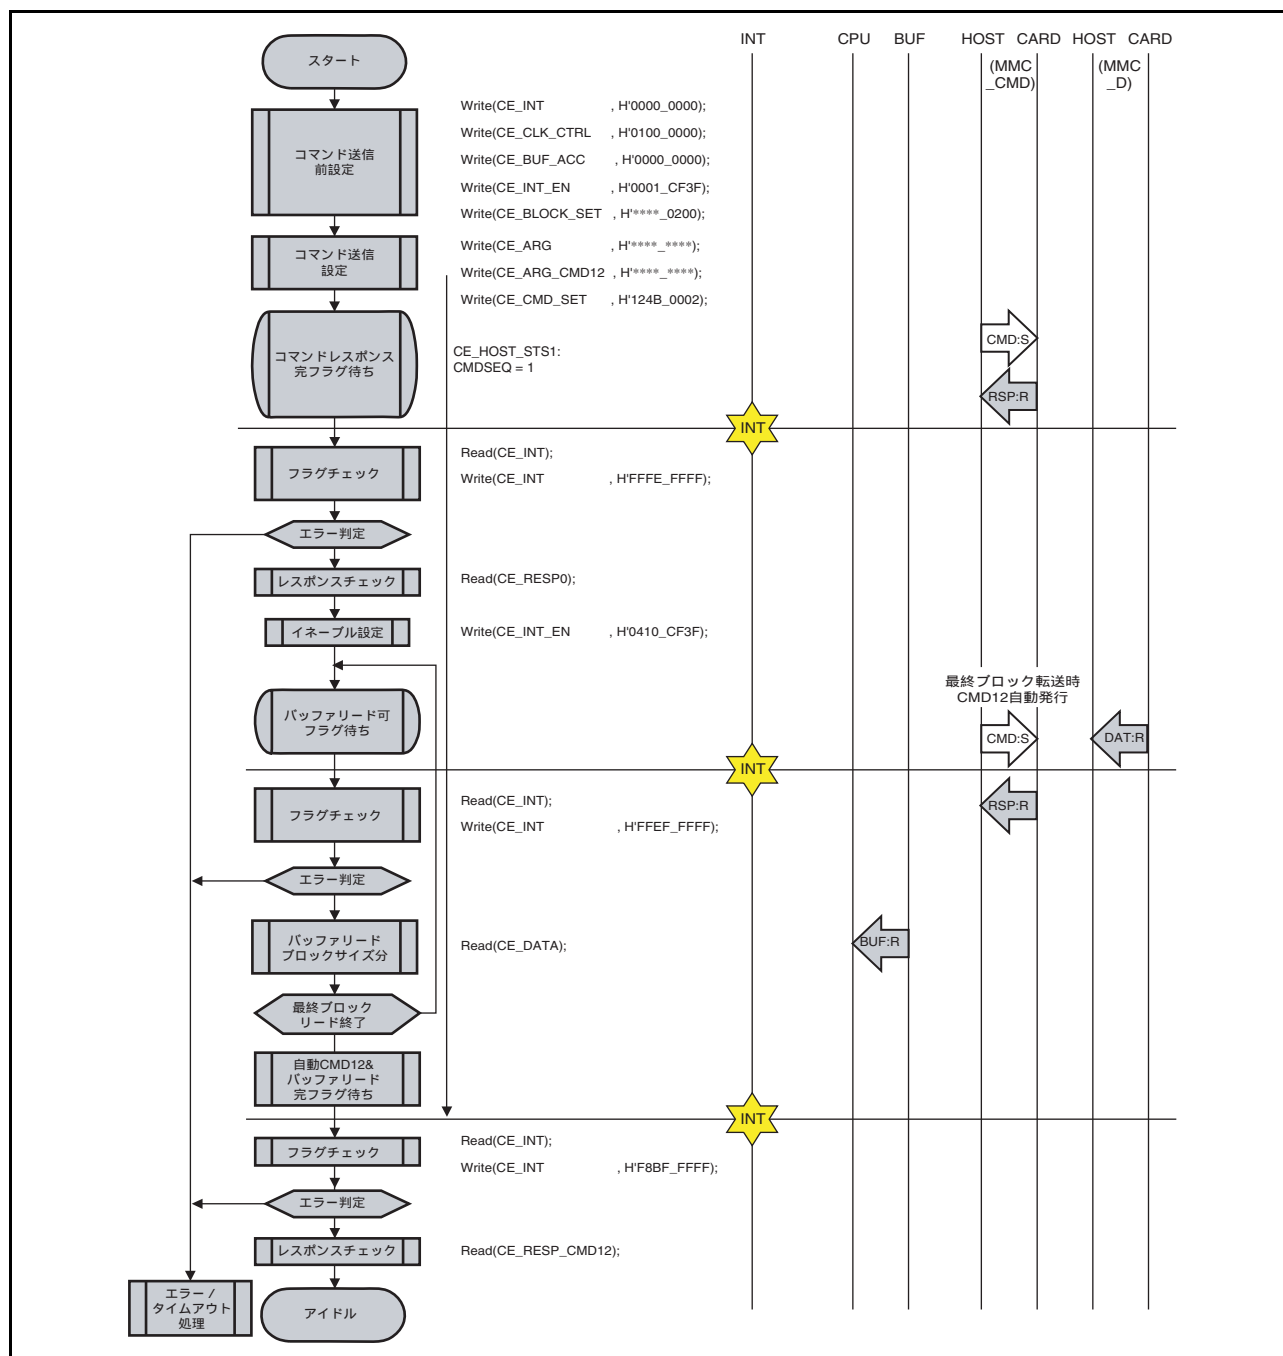 INT CPU BUF HOST CARD HOST CARD
(MMC _CMD) (MMC _D)
スタート
コマンド送信
前設定
Write(CE_INT , H'0000_0000);
Write(CE_CLK_CTRL , H'0100_0000);
Write(CE_BUF_ACC , H'0000_0000);
Write(CE_INT_EN , H'0001_CF3F);
Write(CE_BLOCK_SET , H'****_0200);
コマンド送信
設定
Write(CE_ARG , H'****_****);
Write(CE_ARG_CMD12 , H'****_****);
Write(CE_CMD_SET , H'124B_0002);
コマンドレスポンス
完フラグ待ち
CE_HOST_STS1:
CMDSEQ = 1
CMD:S
RSP:R
INT
フラグチェック
Read(CE_INT);
Write(CE_INT , H'FFFE_FFFF);
エラー判定
レスポンスチェック
Read(CE_RESP0);
イネーブル設定
Write(CE_INT_EN , H'0410_CF3F);
バッファリード可
フラグ待ち
最終ブロック転送時
CMD12自動発行
CMD:S
DAT:R
INT
フラグチェック
Read(CE_INT);
Write(CE_INT , H'FFEF_FFFF);
RSP:R
エラー判定
バッファリード
ブロックサイズ分
Read(CE_DATA);
BUF:R
最終ブロック
リード終了
自動CMD12&
バッファリード
完フラグ待ち
INT
フラグチェック
Read(CE_INT);
Write(CE_INT , H'F8BF_FFFF);
エラー判定
レスポンスチェック
Read(CE_RESP_CMD12);
エラー /
タイムアウト
処理
アイドル